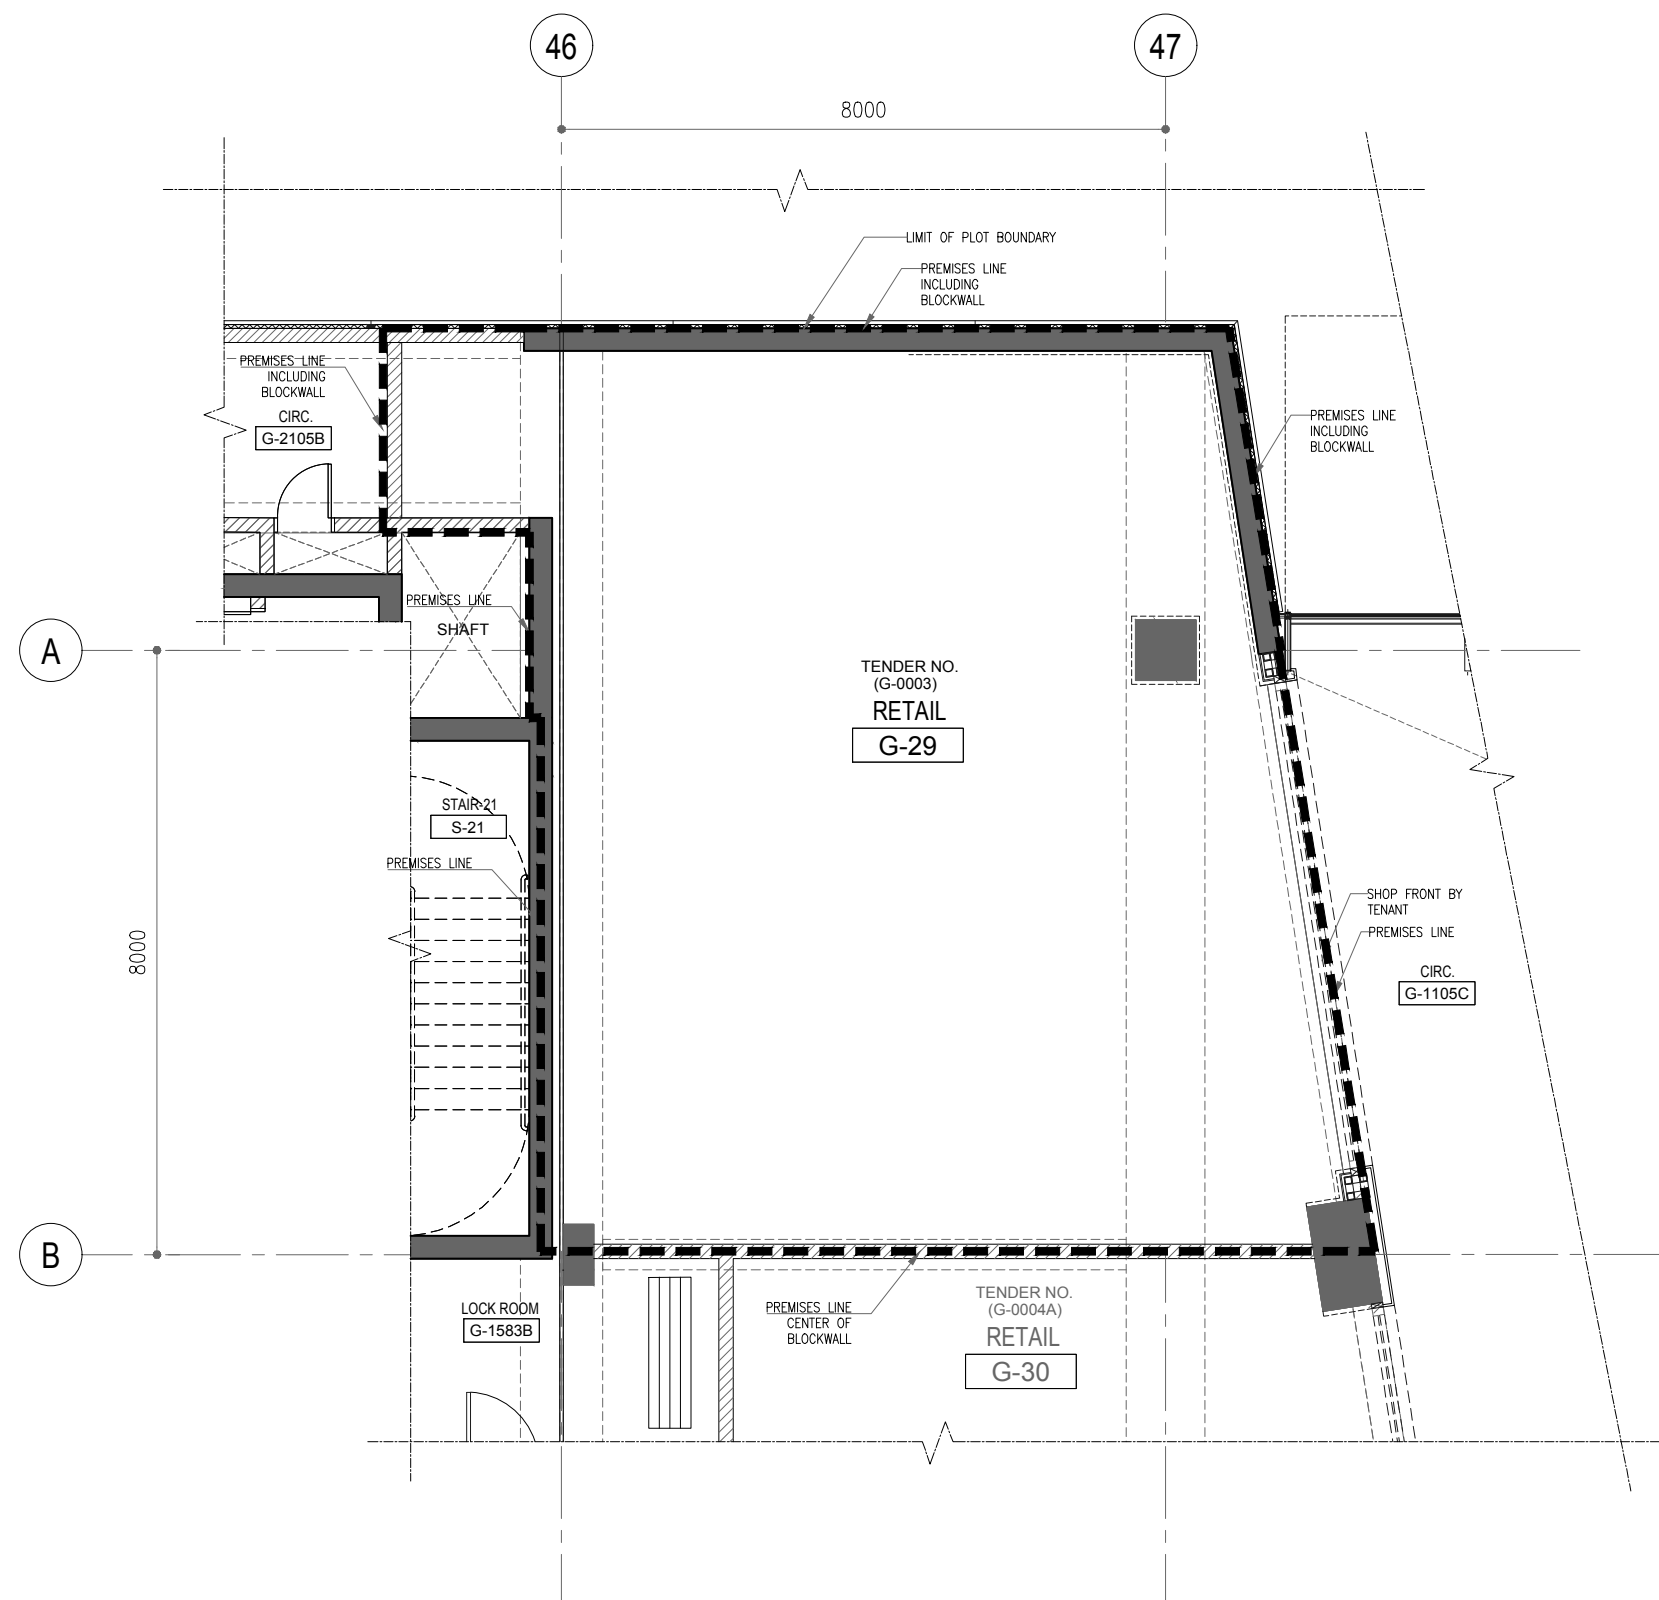 46
47
8000
LIMIT OF PLOT BOUNDARY
PREMISES LINE
INCLUDING
BLOCKWALL
PREMISES LINE
INCLUDING
BLOCKWALL
CIRC.
G-2105B
PREMISES LINE
INCLUDING
BLOCKWALL
PREMISES LINE
SHAFT
A
TENDER NO.
(G-0003)
RETAIL
G-29
STAIR-21
S-21
PREMISES LINE
8000
SHOP FRONT BY
TENANT
PREMISES LINE
CIRC.
G-1105C
B
LOCK ROOM
G-1583B
PREMISES LINE
CENTER OF
BLOCKWALL
TENDER NO.
(G-0004A)
RETAIL
G-30